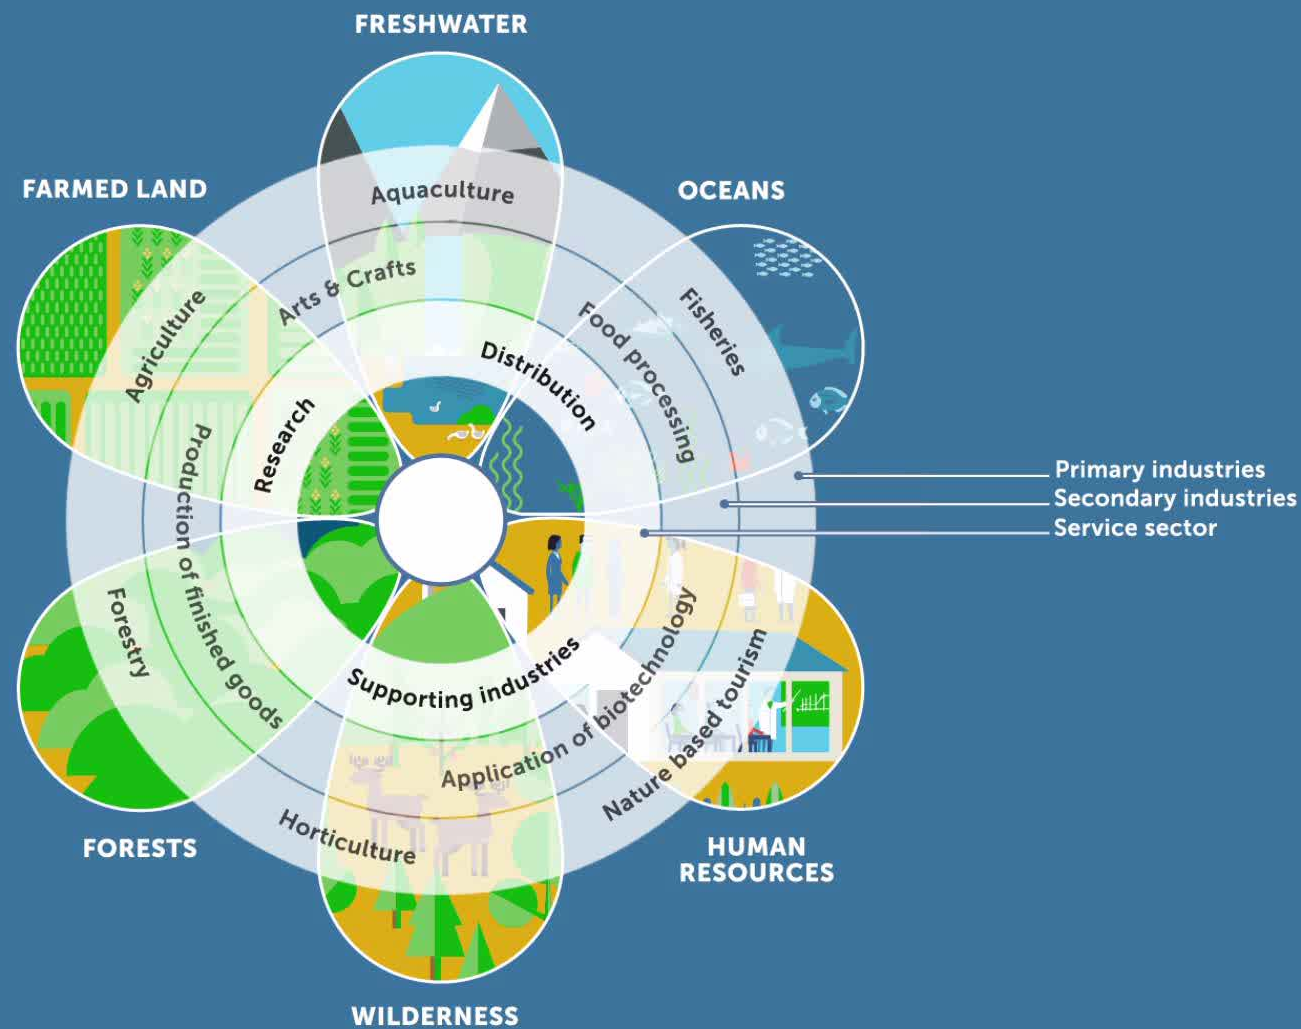 FRESHWATER
FARMED LAND
OCEANS
Aquaculture
Arts & Crafts
Agriculture
Fisheries
Food processing
Distribution
Research
Production of finished goods
Primary industries
Secondary industries
Service sector
Forestry
Supporting industries
Application of biotechnology
Nature based tourism
Horticulture
FORESTS
HUMAN
RESOURCES
WILDERNESS